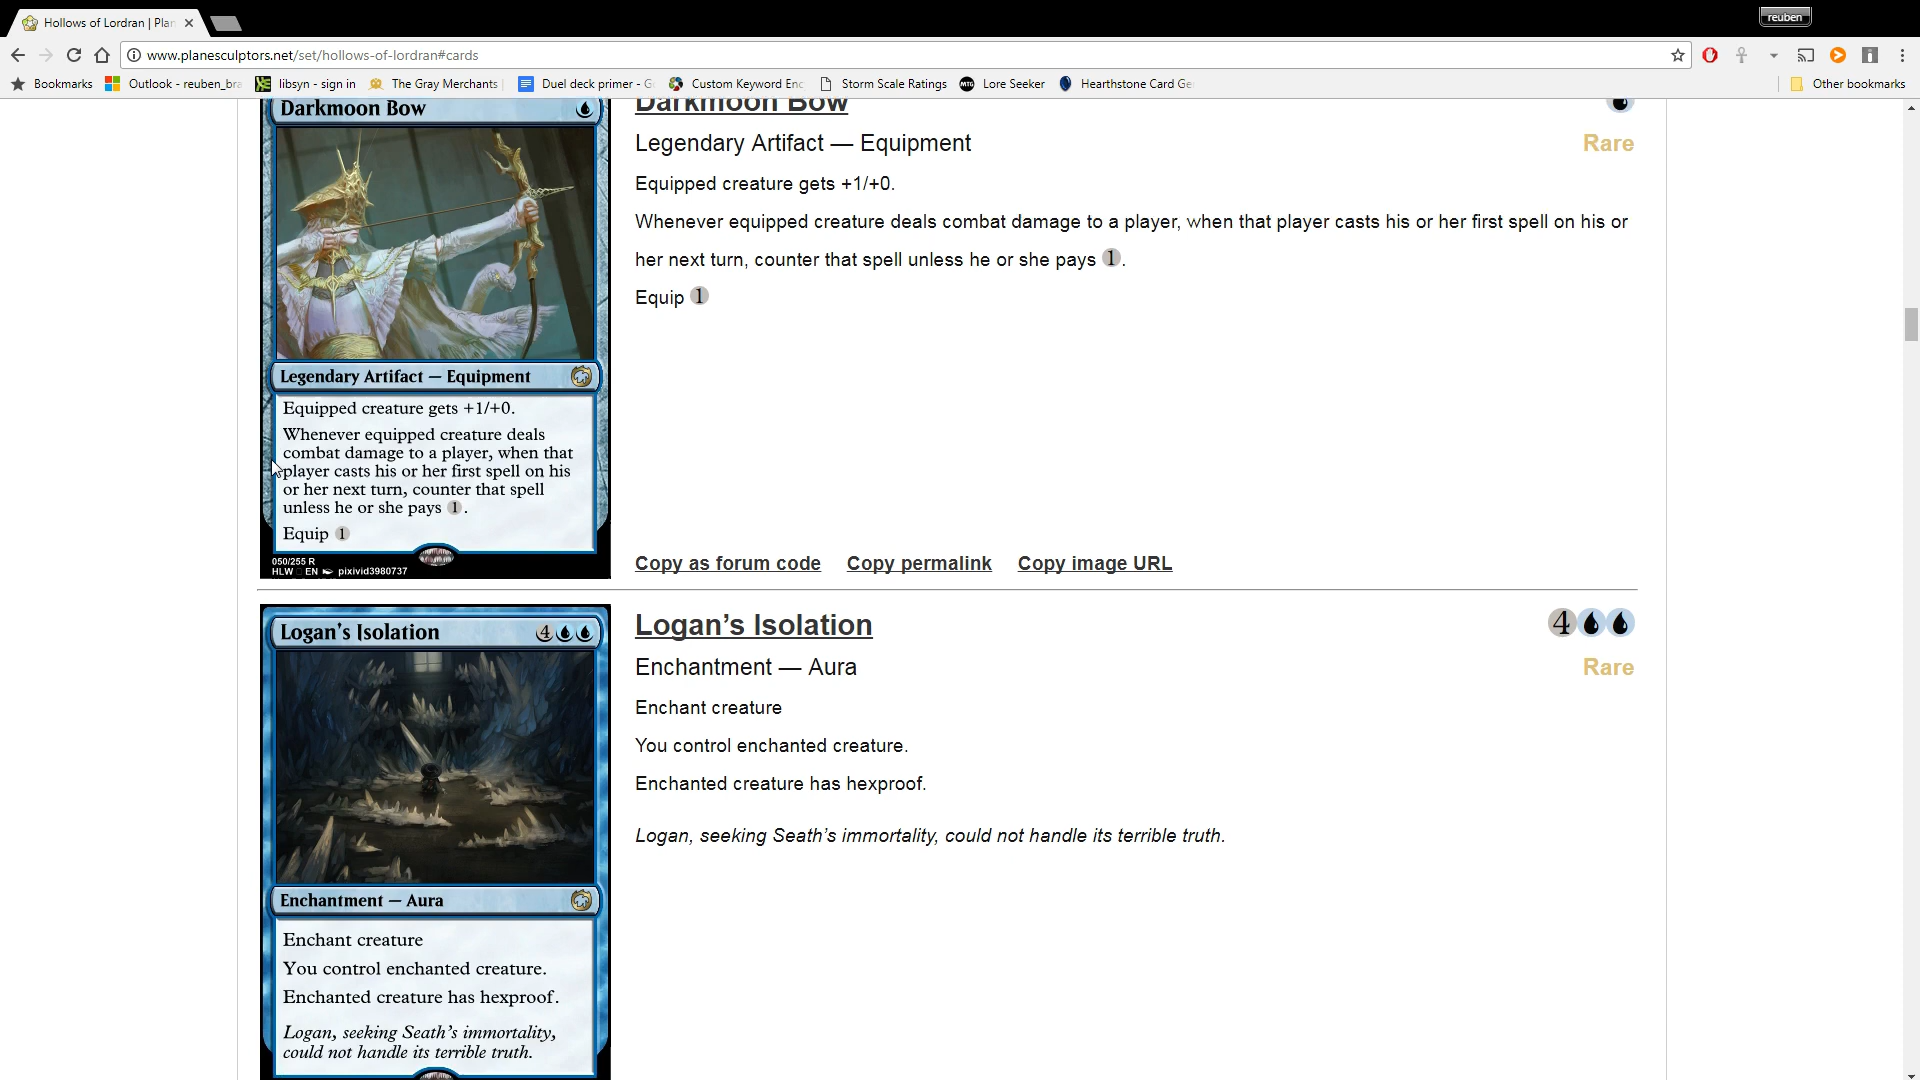 Hollows of Lordran | Plan
reuben
www.planesculptors.net/set/hollows-of-lordran#cards
Bookmarks Outlook - reuben_bra libsyn - sign in The Gray Merchants Duel deck primer - G Custom Keyword Enc Storm Scale Ratings MTG Lore Seeker Hearthstone Card Ge Other bookmarks
Darkmoon Bow
Legendary Artifact — Equipment
Equipped creature gets +1/+0.
Whenever equipped creature deals
combat damage to a player, when that
player casts his or her first spell on his
or her next turn, counter that spell
unless he or she pays 1.
Equip 1
050/255 R
HLW EN pixivid3980737
Darkmoon Bow
Legendary Artifact — Equipment
Rare
Equipped creature gets +1/+0.
Whenever equipped creature deals combat damage to a player, when that player casts his or her first spell on his or
her next turn, counter that spell unless he or she pays 1.
Equip 1
Copy as forum code Copy permalink Copy image URL
Logan's Isolation 4
Enchantment — Aura
Enchant creature
You control enchanted creature.
Enchanted creature has hexproof.
Logan, seeking Seath's immortality,
could not handle its terrible truth.
Logan’s Isolation 4
Enchantment — Aura
Rare
Enchant creature
You control enchanted creature.
Enchanted creature has hexproof.
Logan, seeking Seath’s immortality, could not handle its terrible truth.